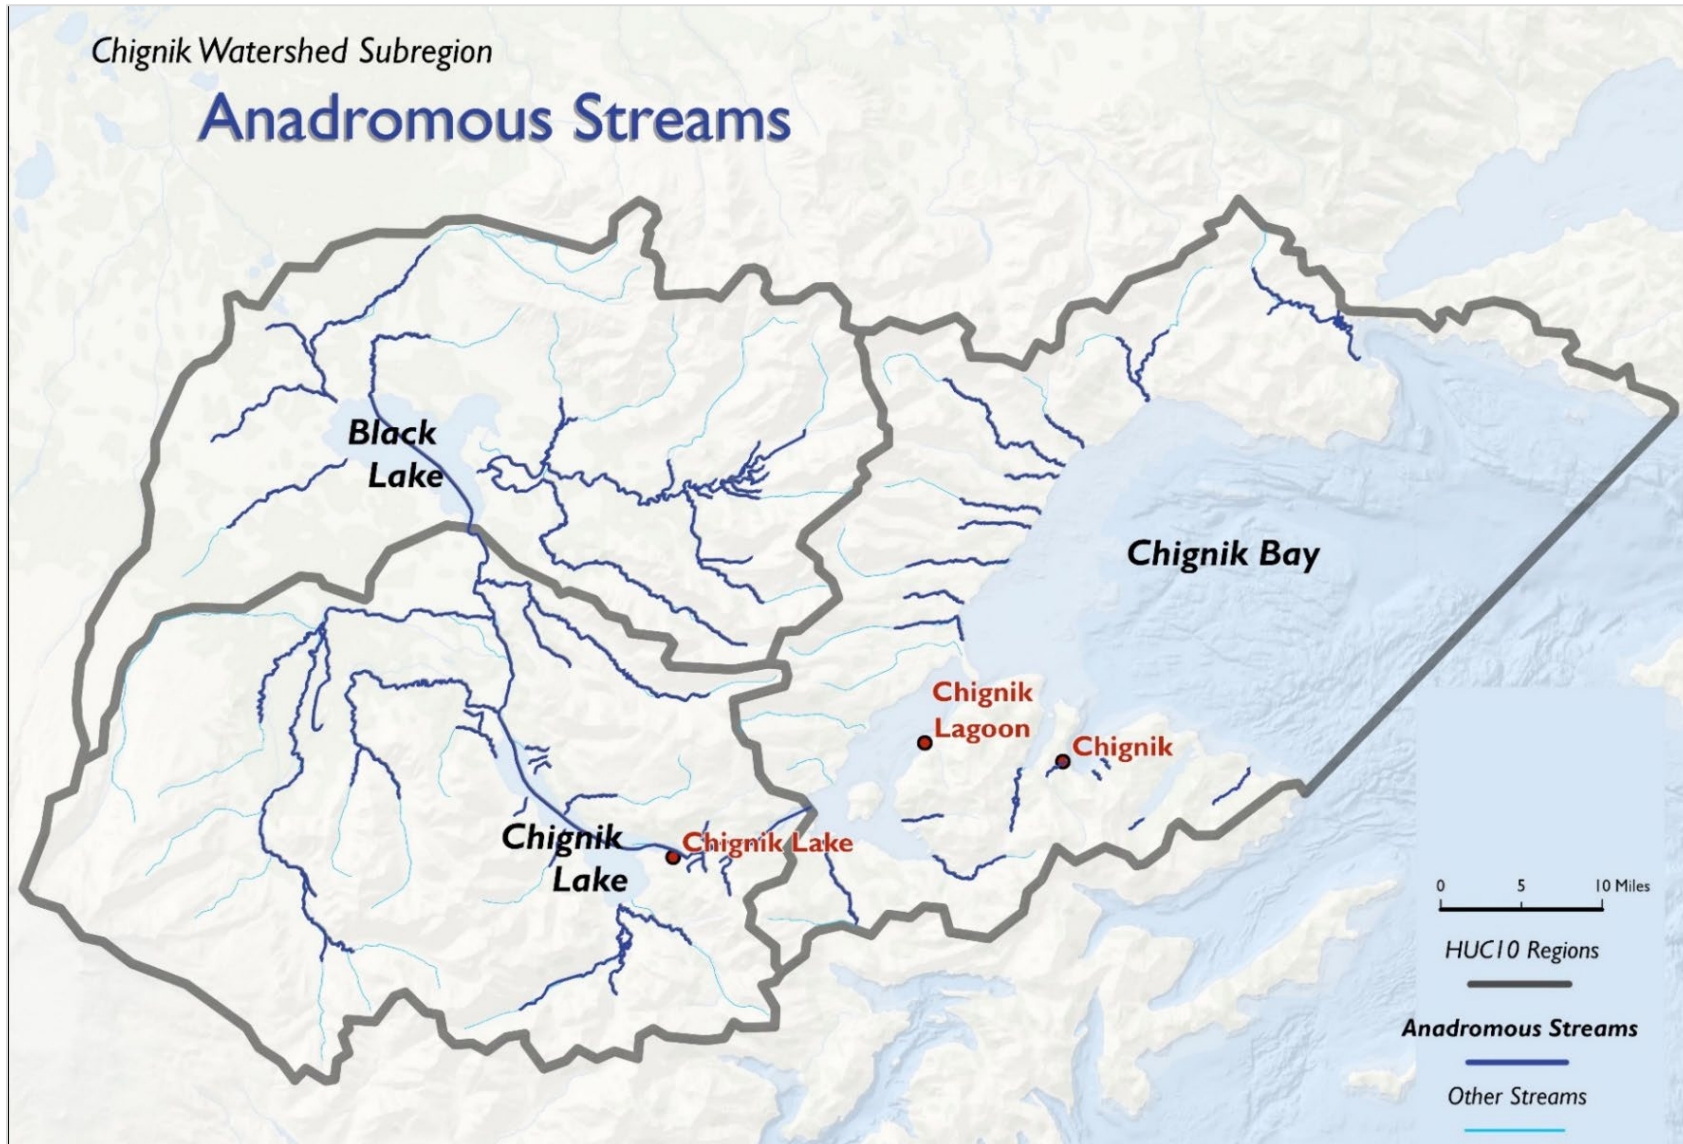 Chignik Watershed Subregion
Anadromous Streams
Black
Lake
Chignik Bay
Chignik
Lagoon
Chignik
Chignik
Lake
Chignik Lake
0 5 10 Miles
HUC10 Regions
Anadromous Streams
Other Streams